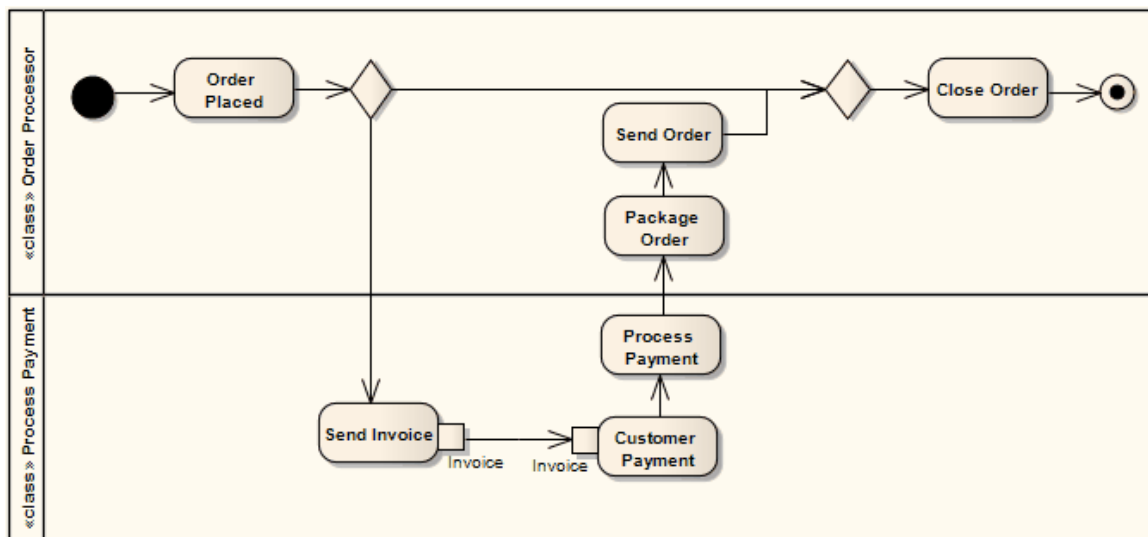 «class» Order Processor
Order
Placed
Close Order
Send Order
Package
Order
«class» Process Payment
Process
Payment
Send Invoice
Customer
Payment
Invoice
Invoice